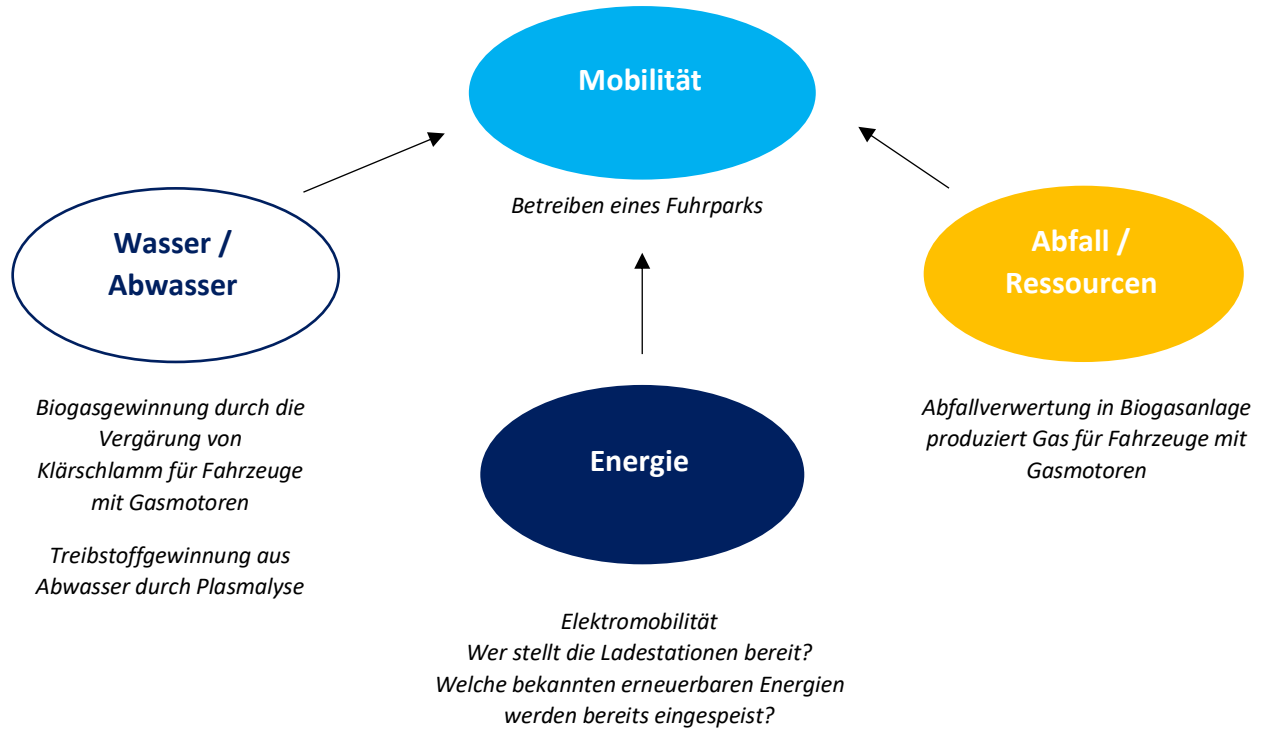 Mobilität
Betreiben eines Fuhrparks
Wasser /
Abwasser
Abfall /
Ressourcen
Biogasgewinnung durch die
Vergärung von
Klärschlamm für Fahrzeuge
mit Gasmotoren
Treibstoffgewinnung aus
Abwasser durch Plasmalyse
Energie
Abfallverwertung in Biogasanlage
produziert Gas für Fahrzeuge mit
Gasmotoren
Elektromobilität
Wer stellt die Ladestationen bereit?
Welche bekannten erneuerbaren Energien
werden bereits eingespeist?